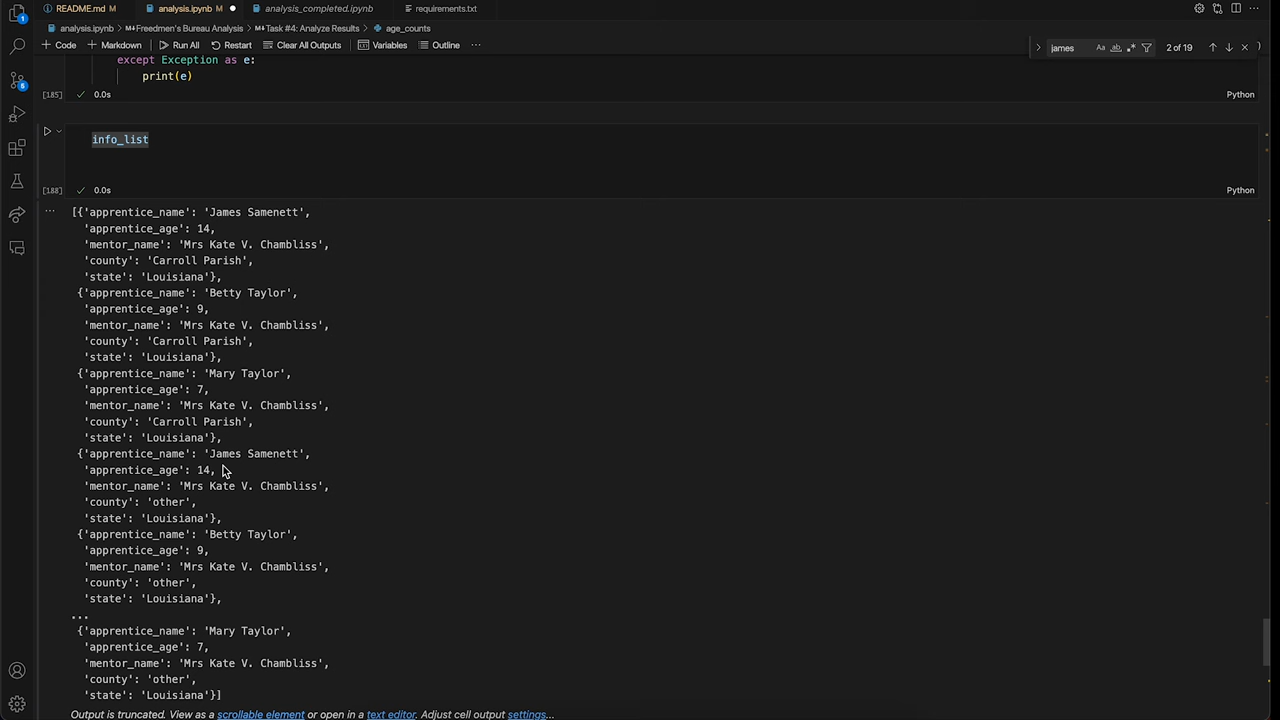 README.md M
analysis.ipynb M
analysis_completed.ipynb
requirements.txt
analysis.ipynb > Freedmen's Bureau Analysis > Task #4: Analyze Results > age_counts
+ Code + Markdown Run All Restart Clear All Outputs Variables Outline ...
james Aa ab .* 2 of 19
except Exception as e:
print(e)
[185] ✓ 0.0s Python
info_list
[188] ✓ 0.0s Python
[{'apprentice_name': 'James Samenett',
'apprentice_age': 14,
'mentor_name': 'Mrs Kate V. Chambliss',
'county': 'Carroll Parish',
'state': 'Louisiana'},
{'apprentice_name': 'Betty Taylor',
'apprentice_age': 9,
'mentor_name': 'Mrs Kate V. Chambliss',
'county': 'Carroll Parish',
'state': 'Louisiana'},
{'apprentice_name': 'Mary Taylor',
'apprentice_age': 7,
'mentor_name': 'Mrs Kate V. Chambliss',
'county': 'Carroll Parish',
'state': 'Louisiana'},
{'apprentice_name': 'James Samenett',
'apprentice_age': 14,
'mentor_name': 'Mrs Kate V. Chambliss',
'county': 'other',
'state': 'Louisiana'},
{'apprentice_name': 'Betty Taylor',
'apprentice_age': 9,
'mentor_name': 'Mrs Kate V. Chambliss',
'county': 'other',
'state': 'Louisiana'},
...
{'apprentice_name': 'Mary Taylor',
'apprentice_age': 7,
'mentor_name': 'Mrs Kate V. Chambliss',
'county': 'other',
'state': 'Louisiana'}]
Output is truncated. View as a scrollable element or open in a text editor. Adjust cell output settings...